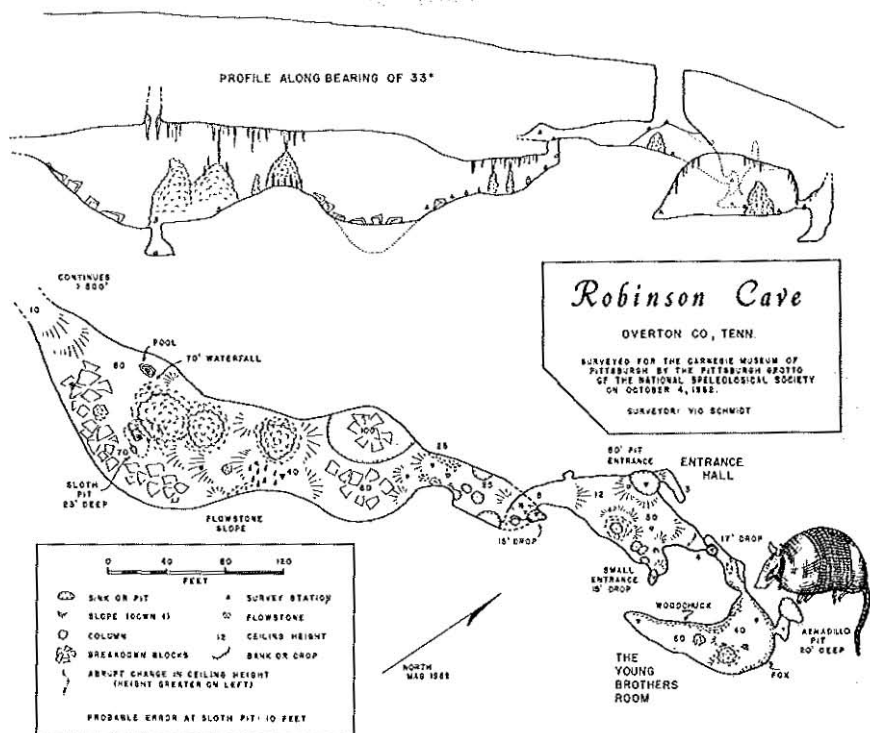 PROFILE ALONG BEARING OF 33°
CONTINUES
> 800'
Robinson Cave
OVERTON CO, TENN.
SURVEYED FOR THE CARNEGIE MUSEUM OF
PITTSBURGH BY THE PITTSBURGH GROTTO
OF THE NATIONAL SPELEOLOGICAL SOCIETY
ON OCTOBER 4, 1962.
SURVEYOR: VIC SCHMIDT
10
POOL
70' WATERFALL
60
70
SLOTH
PIT
23' DEEP
FLOWSTONE
SLOPE
40
100
60
25
25
15' DROP
8
12
50' PIT
ENTRANCE
ENTRANCE
HALL
3
50
4
17' DROP
SMALL
ENTRANCE
15' DROP
WOODCHUCK
60
40
ARMADILLO
PIT
20' DEEP
FOX
THE
YOUNG
BROTHERS
ROOM
NORTH
MAG 1962
0 40 80 120
FEET
SINK OR PIT
SURVEY STATION
SLOPE (DOWN
FLOWSTONE
COLUMN
12 CEILING HEIGHT
BREAKDOWN BLOCKS
BANK OR DROP
ABRUPT CHANGE IN CEILING HEIGHT
(HEIGHT GREATER ON LEFT)
PROBABLE ERROR AT SLOTH PIT: 10 FEET